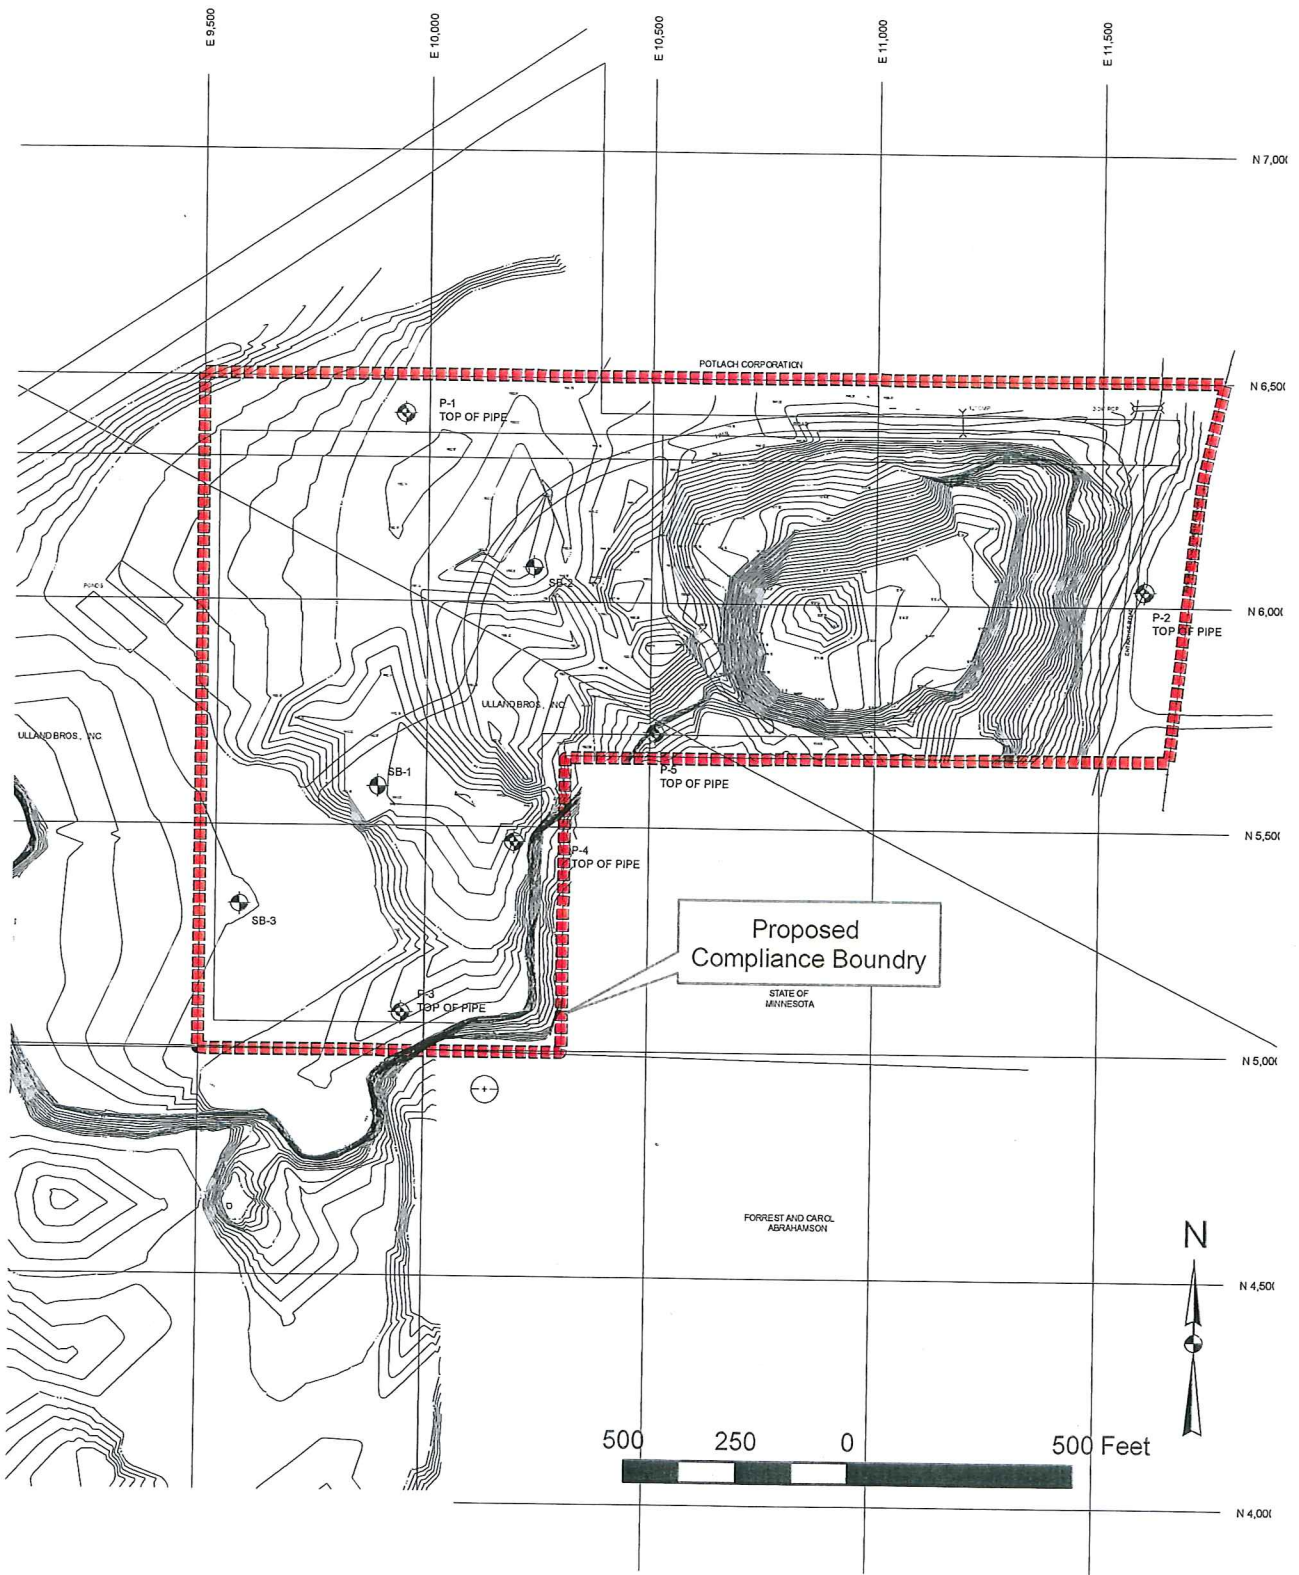 E 9,500
E 10,000
E 10,500
E 11,000
E 11,500
N 7,00
POTLACH CORPORATION
N 6,50
P-1
TOP OF PIPE
SB-2
PONDS
N 6,00
P-2
TOP OF PIPE
ULLAND BROS., INC
ULLAND BROS., INC
SB-1
P-5
TOP OF PIPE
N 5,50
P-4
TOP OF PIPE
SB-3
Proposed
Compliance Boundry
P-3
TOP OF PIPE
STATE OF
MINNESOTA
N 5,00
FORREST AND CAROL
ABRAHAMSON
N
N 4,50
500 250 0 500 Feet
N 4,00